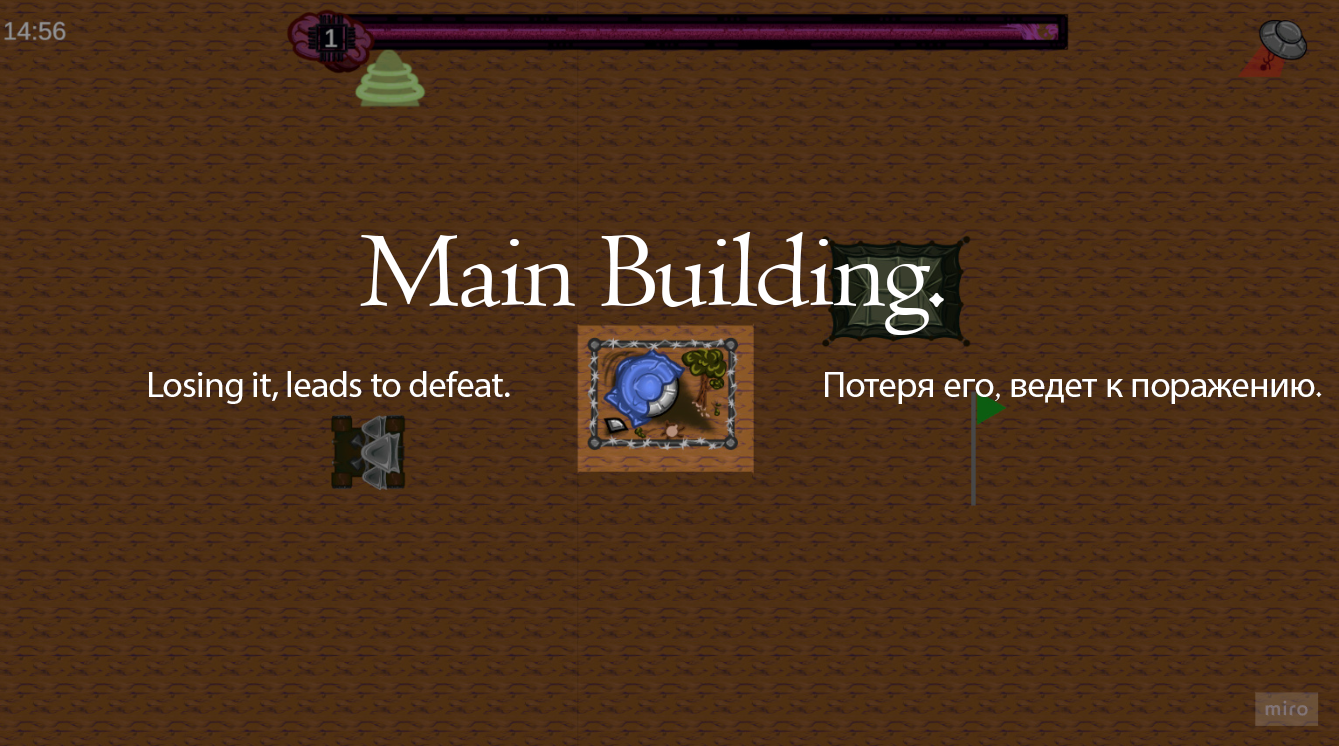 14:56
1
Main Building.
Losing it, leads to defeat.
Потеря его, ведет к поражению.
miro